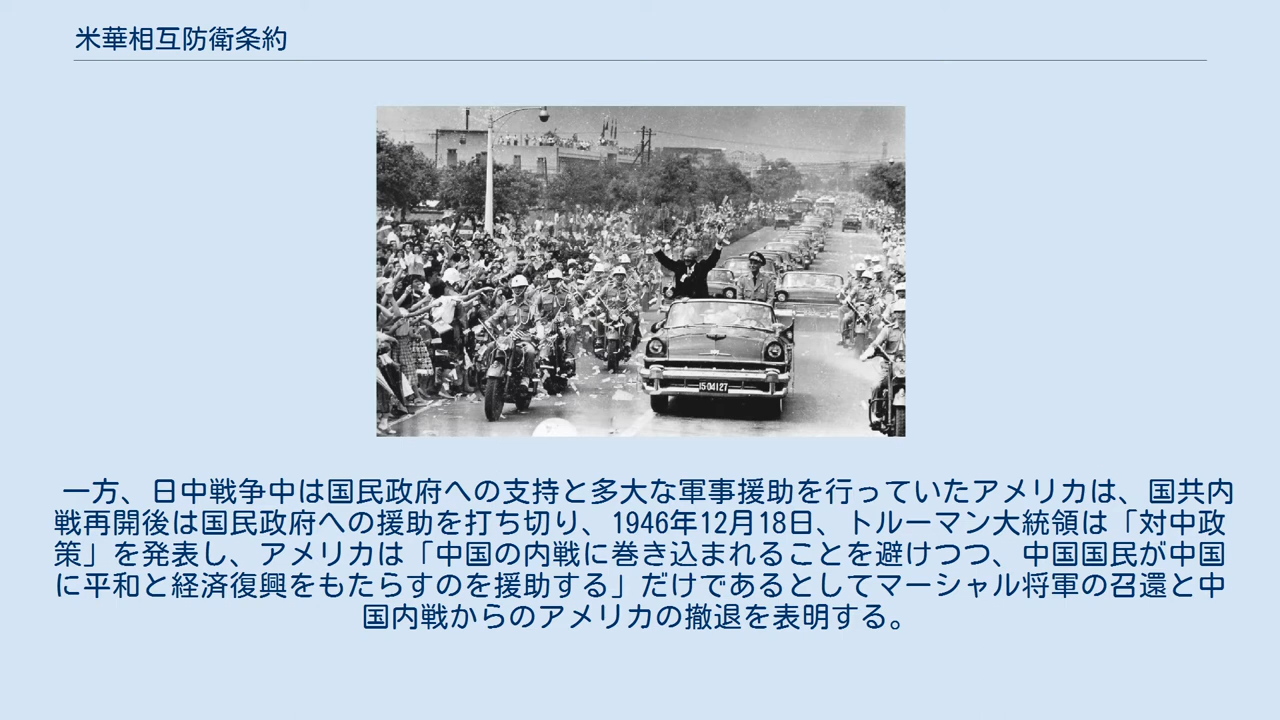 米華相互防衛条約
15-04127
一方、日中戦争中は国民政府への支持と多大な軍事援助を行っていたアメリカは、国共内
戦再開後は国民政府への援助を打ち切り、1946年12月18日、トルーマン大統領は「対中政
策」を発表し、アメリカは「中国の内戦に巻き込まれることを避けつつ、中国国民が中国
に平和と経済復興をもたらすのを援助する」だけであるとしてマーシャル将軍の召還と中
国内戦からのアメリカの撤退を表明する。